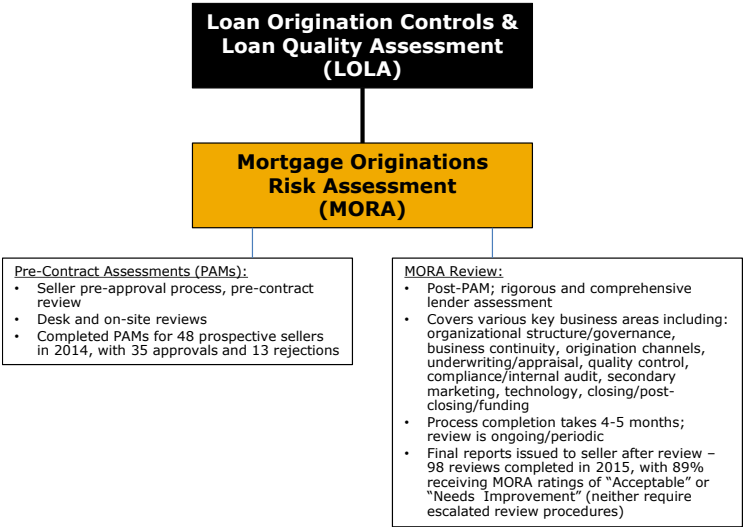 Loan Origination Controls &
Loan Quality Assessment
(LOLA)
Mortgage Originations
Risk Assessment
(MORA)
Pre-Contract Assessments (PAMs):
• Seller pre-approval process, pre-contract
review
• Desk and on-site reviews
• Completed PAMs for 48 prospective sellers
in 2014, with 35 approvals and 13 rejections
MORA Review:
• Post-PAM; rigorous and comprehensive
lender assessment
• Covers various key business areas including:
organizational structure/governance,
business continuity, origination channels,
underwriting/appraisal, quality control,
compliance/internal audit, secondary
marketing, technology, closing/post-
closing/funding
• Process completion takes 4-5 months;
review is ongoing/periodic
• Final reports issued to seller after review –
98 reviews completed in 2015, with 89%
receiving MORA ratings of “Acceptable” or
“Needs Improvement” (neither require
escalated review procedures)